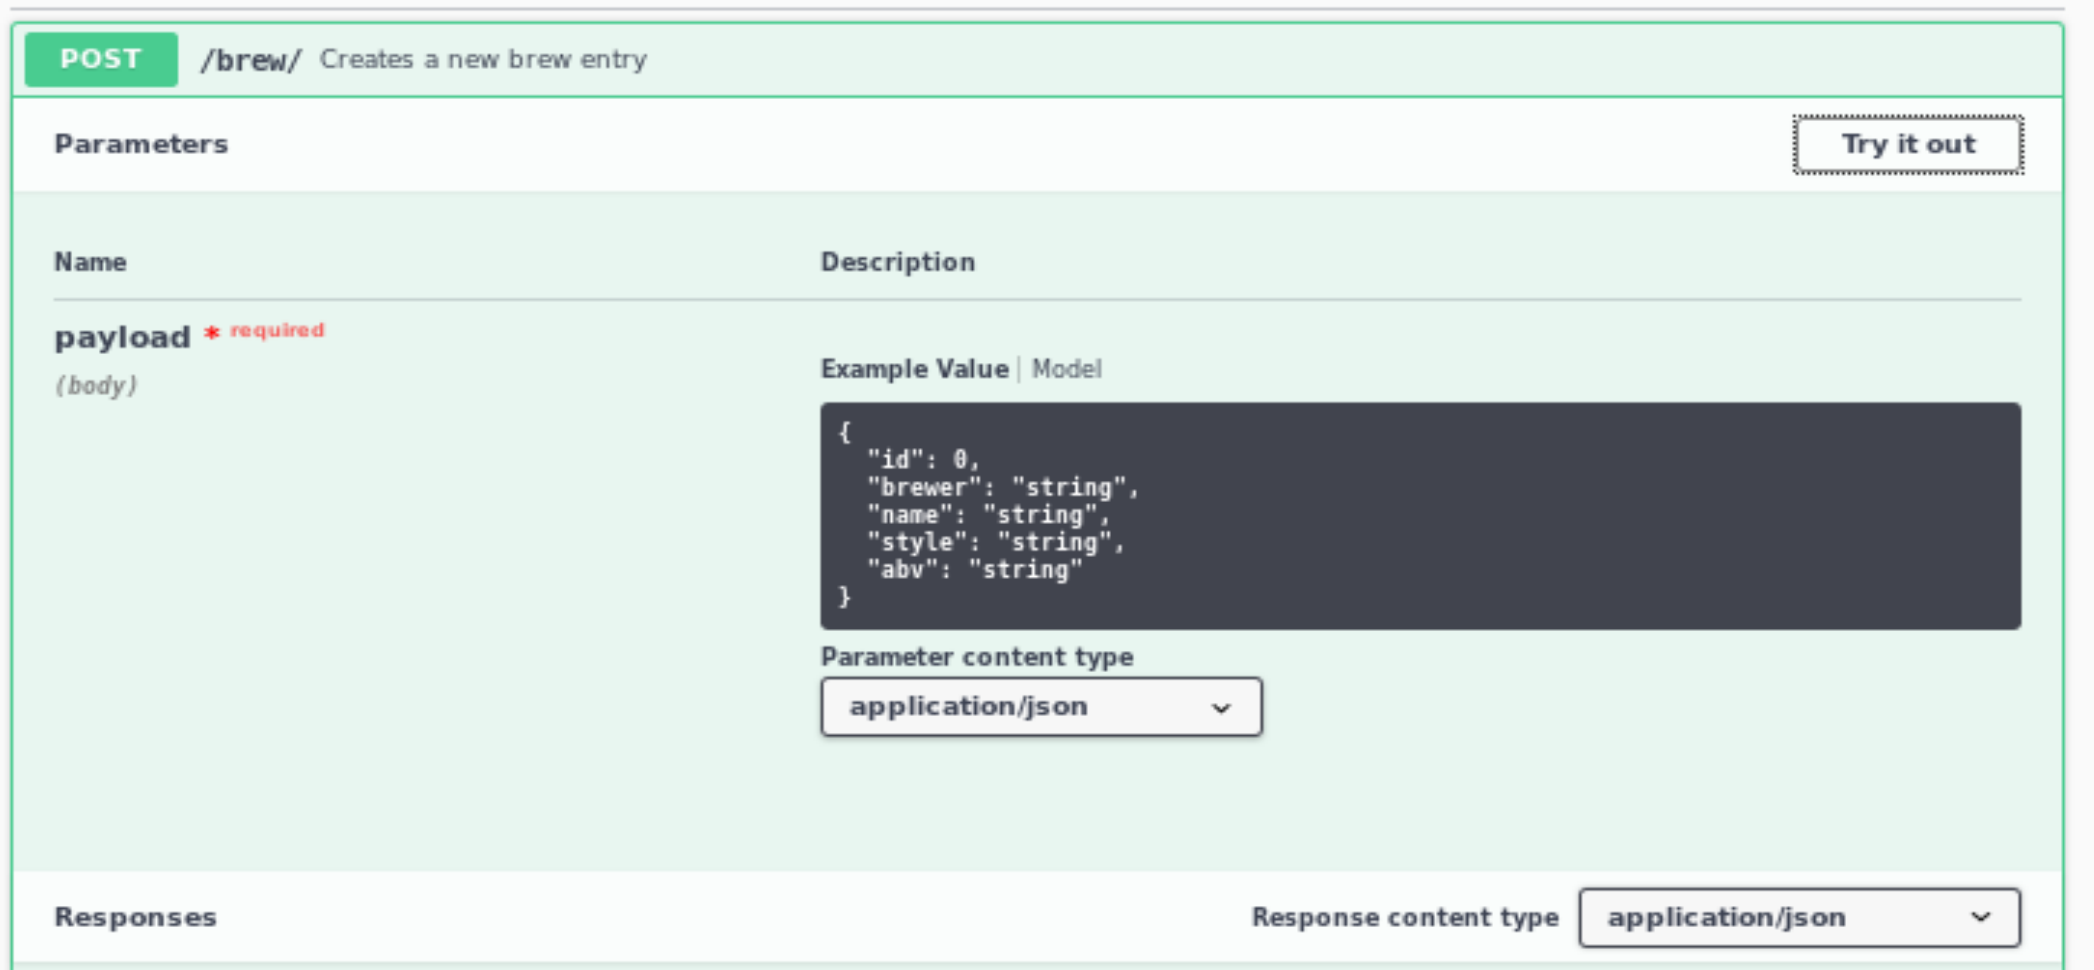 POST /brew/ Creates a new brew entry
Parameters
Try it out
Name Description
payload * required
(body)
Example Value | Model
{
  "id": 0,
  "brewer": "string",
  "name": "string",
  "style": "string",
  "abv": "string"
}
Parameter content type
application/json
Responses
Response content type application/json